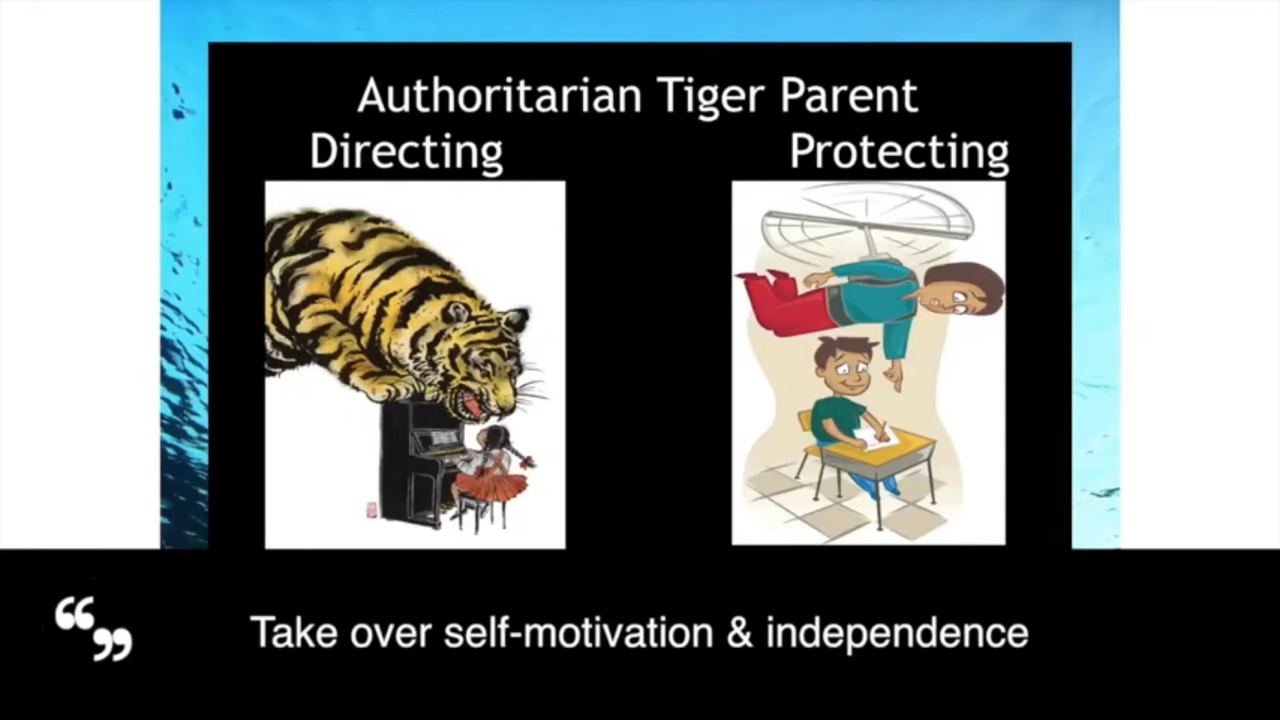 Authoritarian Tiger Parent
Directing
Protecting
Take over self-motivation & independence